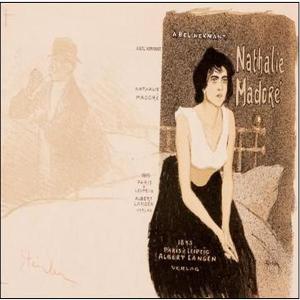 ABEL HERMANT
Nathalie
Madoré
1895
PARIS & LEIPZIG
ALBERT LANGEN
VERLAG
ABEL HERMANT
NATHALIE
MADORÉ
1895
PARIS
&
LEIPZIG
ALBERT
LANGEN
VERLAG
Steinlen